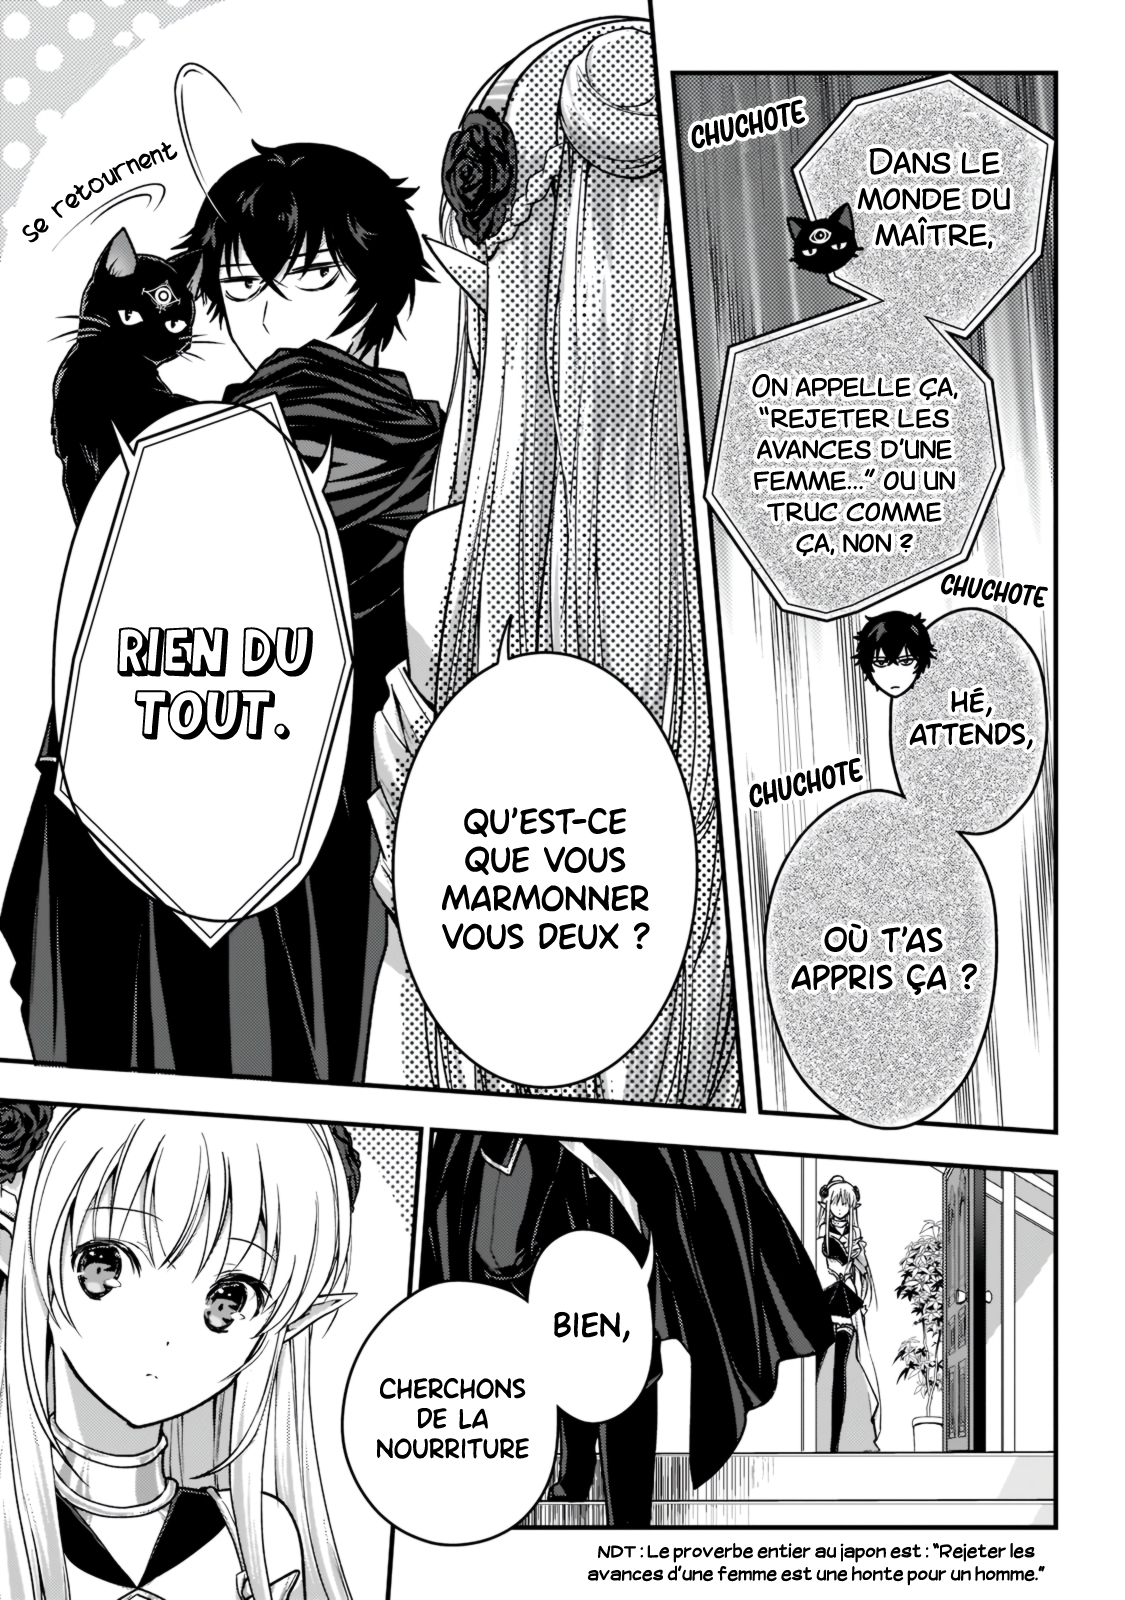 CHUCHOTE
DANS LE
MONDE DU
MAÎTRE,
ON APPELLE ÇA,
"REJETER LES
AVANCES D'UNE
FEMME..." OU UN
TRUC COMME
ÇA, NON ?
CHUCHOTE
HÉ,
ATTENDS,
CHUCHOTE
OÙ T'AS
APPRIS ÇA ?
QU'EST-CE
QUE VOUS
MARMONNER
VOUS DEUX ?
se retournent
RIEN DU
TOUT.
BIEN,
CHERCHONS
DE LA
NOURRITURE
NDT : Le proverbe entier au japon est : "Rejeter les
avances d'une femme est une honte pour un homme."